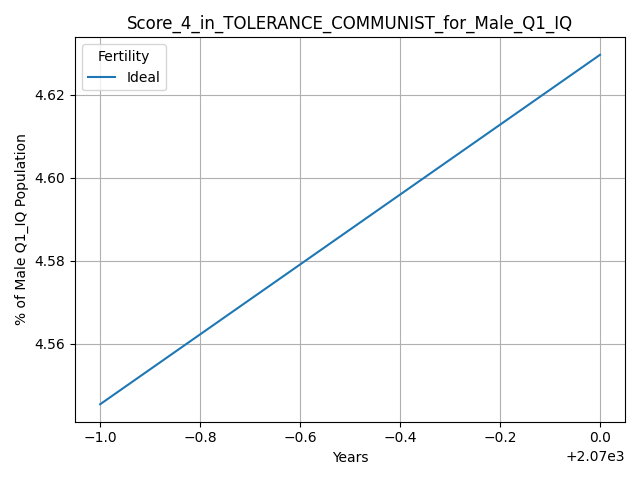 Score_4_in_TOLERANCE_COMMUNIST_for_Male_Q1_IQ
Fertility
Ideal
% of Male Q1_IQ Population
4.62
4.60
4.58
4.56
−1.0 −0.8 −0.6 −0.4 −0.2 0.0
+2.07e3
Years